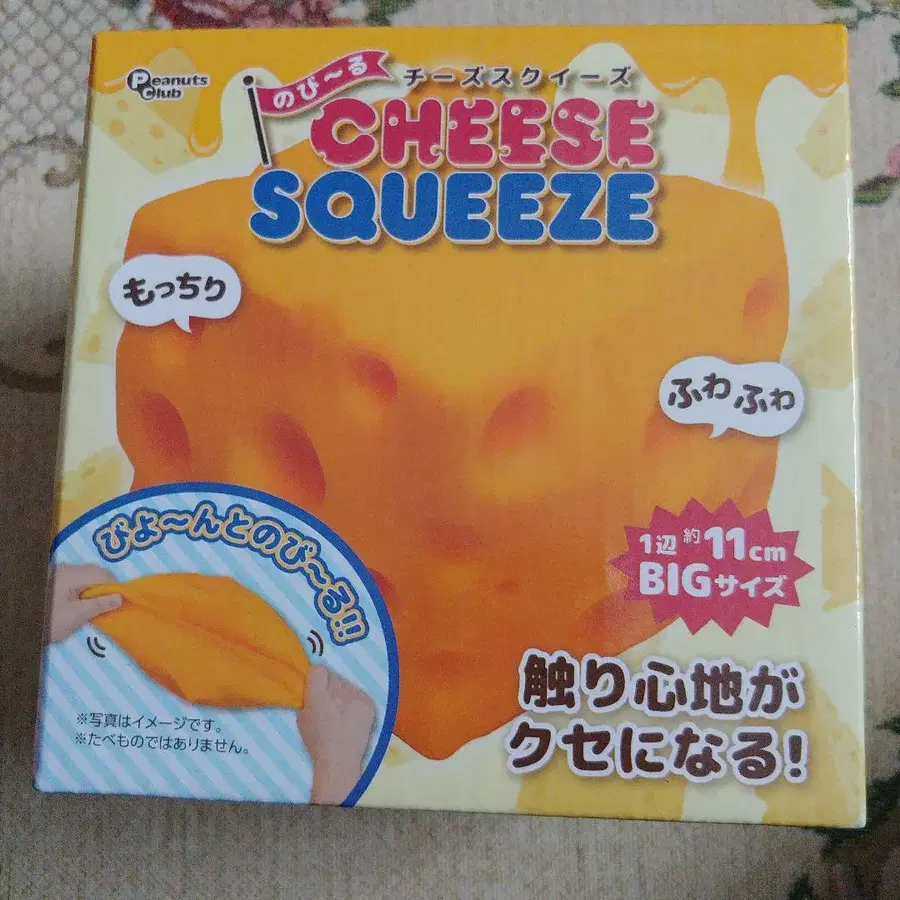 Peanuts
Club
のび〜る
チーズスクイーズ
CHEESE
SQUEEZE
もっちり
ふわふわ
びよ〜んとのび〜る!!
1辺 約11cm
BIGサイズ
※写真はイメージです。
※たべものではありません。
触り心地が
クセになる!